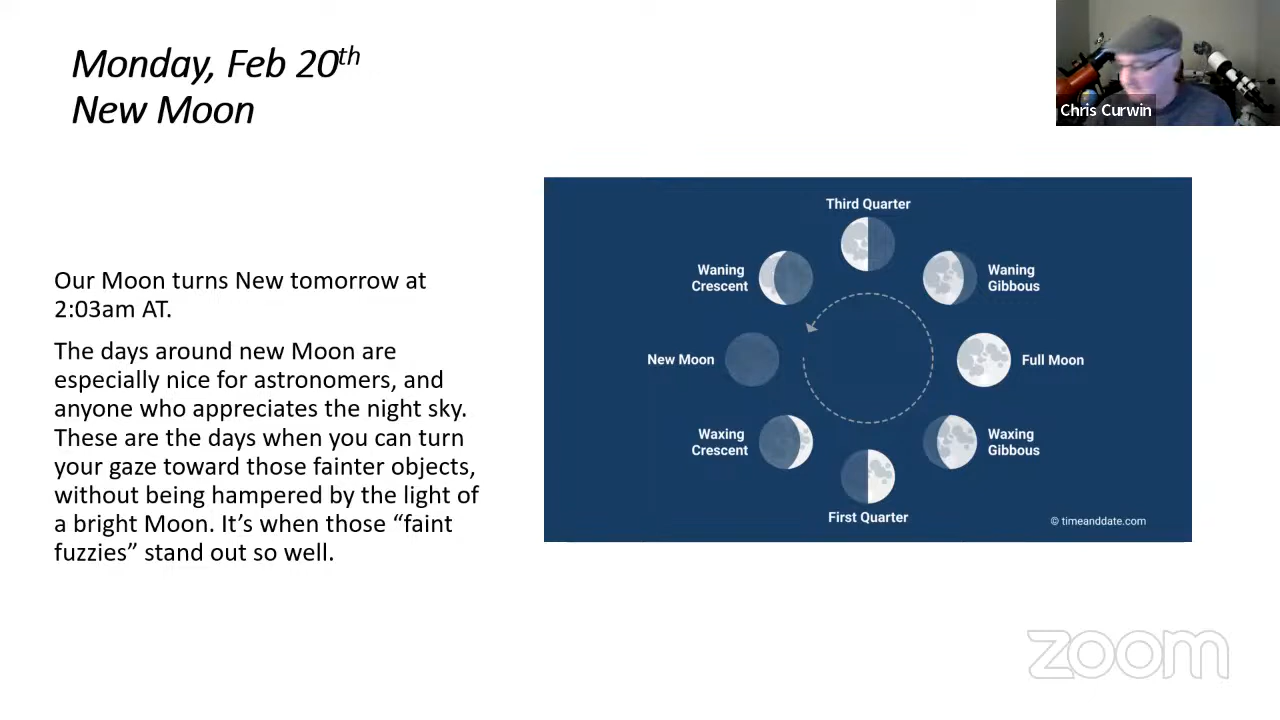 Monday, Feb 20th
New Moon
Chris Curwin
Our Moon turns New tomorrow at
2:03am AT.
The days around new Moon are
especially nice for astronomers, and
anyone who appreciates the night sky.
These are the days when you can turn
your gaze toward those fainter objects,
without being hampered by the light of
a bright Moon. It’s when those “faint
fuzzies” stand out so well.
Third Quarter
Waning
Crescent
Waning
Gibbous
New Moon
Full Moon
Waxing
Crescent
Waxing
Gibbous
First Quarter
© timeanddate.com
zoom